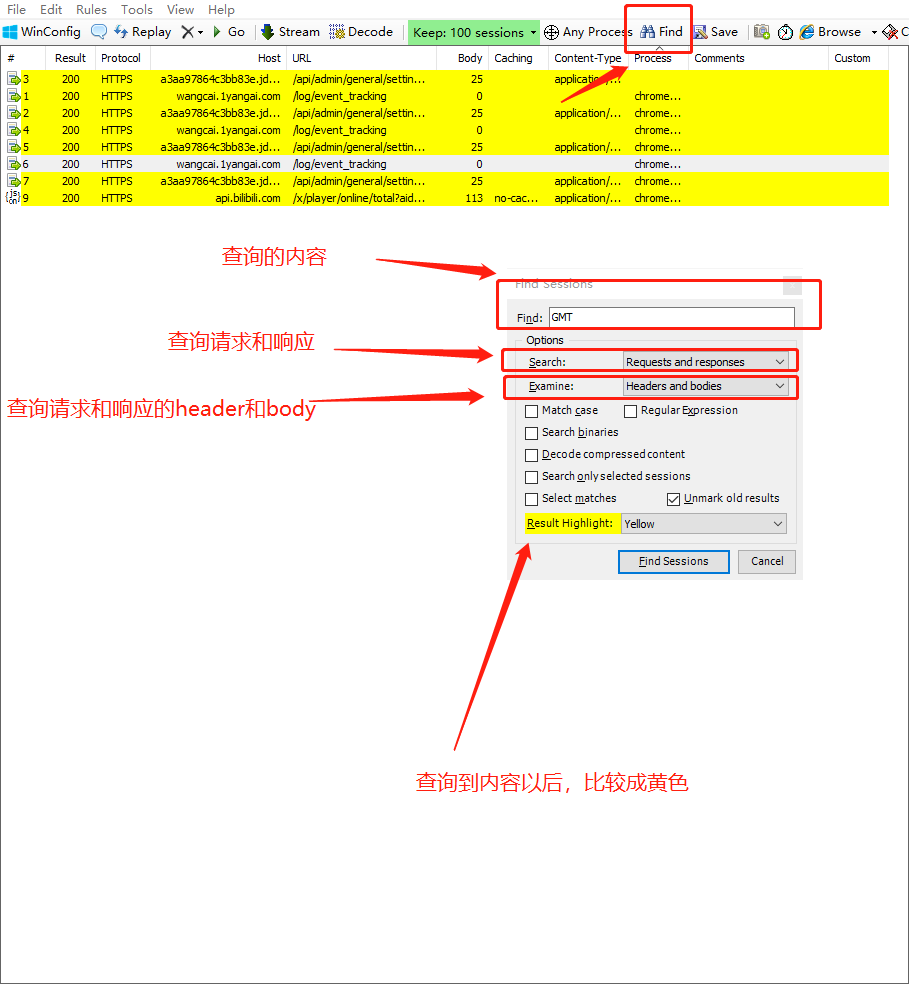 File Edit Rules Tools View Help
WinConfig Replay Go Stream Decode Keep: 100 sessions Any Process Find Save Browse C
# Result Protocol Host URL Body Caching Content-Type Process Comments Custom
3 200 HTTPS a3aa97864c3bb83e.jd... /api/admin/general/settin... 25 application/...
1 200 HTTPS wangcai.1yangai.com /log/event_tracking 0 chrome...
2 200 HTTPS a3aa97864c3bb83e.jd... /api/admin/general/settin... 25 application/... chrome...
4 200 HTTPS wangcai.1yangai.com /log/event_tracking 0 chrome...
5 200 HTTPS a3aa97864c3bb83e.jd... /api/admin/general/settin... 25 application/... chrome...
6 200 HTTPS wangcai.1yangai.com /log/event_tracking 0 chrome...
7 200 HTTPS a3aa97864c3bb83e.jd... /api/admin/general/settin... 25 application/... chrome...
9 200 HTTPS api.bilibili.com /x/player/online/total?aid... 113 no-cac... application/... chrome...
查询的内容
Find Sessions
Find: GMT
Options
查询请求和响应
Search: Requests and responses
Examine: Headers and bodies
查询请求和响应的header和body
Match case Regular Expression
Search binaries
Decode compressed content
Search only selected sessions
Select matches Unmark old results
Result Highlight: Yellow
Find Sessions Cancel
查询到内容以后，比较成黄色